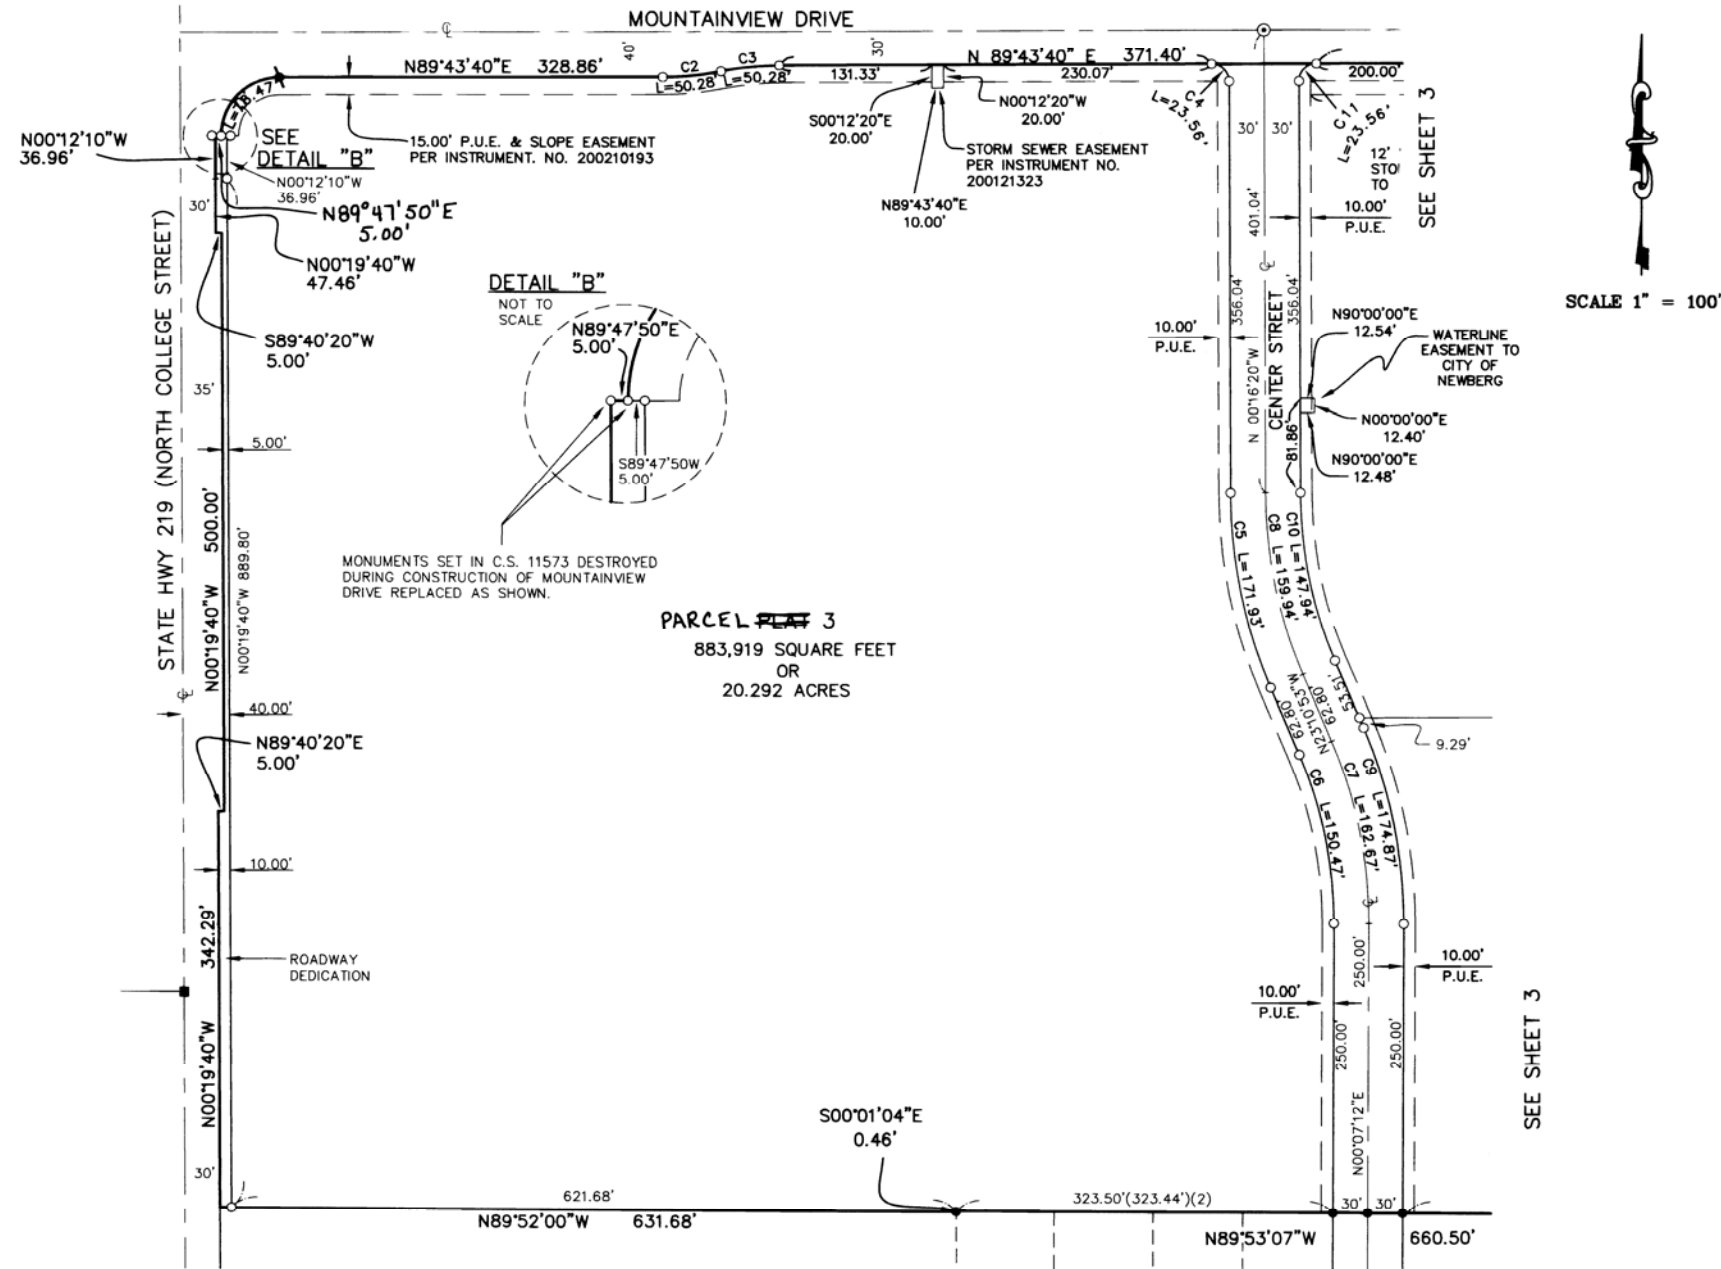 MOUNTAINVIEW DRIVE
N89°43'40"E 328.86'
40'
C2
L=50.28'
C3
L=50.28'
30'
131.33'
N 89°43'40" E 371.40'
230.07'
200.00'
L=78.47'
C4
L=23.56'
C11
L=23.56'
N00°12'10"W
36.96'
SEE
DETAIL "B"
15.00' P.U.E. & SLOPE EASEMENT
PER INSTRUMENT. NO. 200210193
S00°12'20"E
20.00'
N00°12'20"W
20.00'
STORM SEWER EASEMENT
PER INSTRUMENT NO.
200121323
N89°43'40"E
10.00'
30'
30'
12'
STO
TO
SEE SHEET 3
N00°12'10"W
36.96'
30'
N89°47'50"E
5.00'
N00°19'40"W
47.46'
S89°40'20"W
5.00'
10.00'
P.U.E.
401.04'
SCALE 1" = 100'
DETAIL "B"
NOT TO
SCALE
N89°47'50"E
5.00'
S89°47'50W
5.00'
MONUMENTS SET IN C.S. 11573 DESTROYED
DURING CONSTRUCTION OF MOUNTAINVIEW
DRIVE REPLACED AS SHOWN.
356.04'
356.04'
10.00'
P.U.E.
N 00°16'20"W
CENTER STREET
N90°00'00"E
12.54'
WATERLINE
EASEMENT TO
CITY OF
NEWBERG
N00°00'00"E
12.40'
N90°00'00"E
12.48'
81.86'
STATE HWY 219 (NORTH COLLEGE STREET)
35'
5.00'
N00°19'40"W 500.00'
N00°19'40"W 889.80'
PARCEL PLAT 3
883,919 SQUARE FEET
OR
20.292 ACRES
C5 L=171.93'
C8 L=159.94'
C10 L=147.94'
62.80'
N23°10'53"W
62.80'
53.51'
9.29'
40.00'
N89°40'20"E
5.00'
C6 L=150.47'
C7 L=162.67'
C9 L=174.87'
10.00'
342.29'
ROADWAY
DEDICATION
N00°19'40"W
30'
10.00'
P.U.E.
10.00'
P.U.E.
250.00'
250.00'
250.00'
N00°07'12"E
SEE SHEET 3
S00°01'04"E
0.46'
621.68'
323.50'(323.44')(2)
30'
30'
N89°52'00"W 631.68'
N89°53'07"W 660.50'